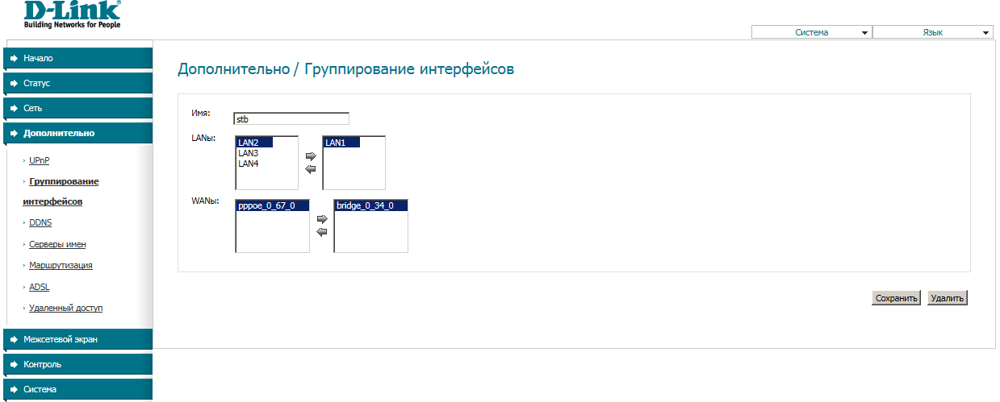 D-Link
Building Networks for People
Система
Язык
Начало
Статус
Сеть
Дополнительно
UPnP
Группирование
интерфейсов
DDNS
Серверы имен
Маршрутизация
ADSL
Удаленный доступ
Межсетевой экран
Контроль
Система
Дополнительно / Группирование интерфейсов
Имя:
stb
LANы:
LAN2
LAN3
LAN4
LAN1
WANы:
pppoe_0_67_0
bridge_0_34_0
Сохранить
Удалить